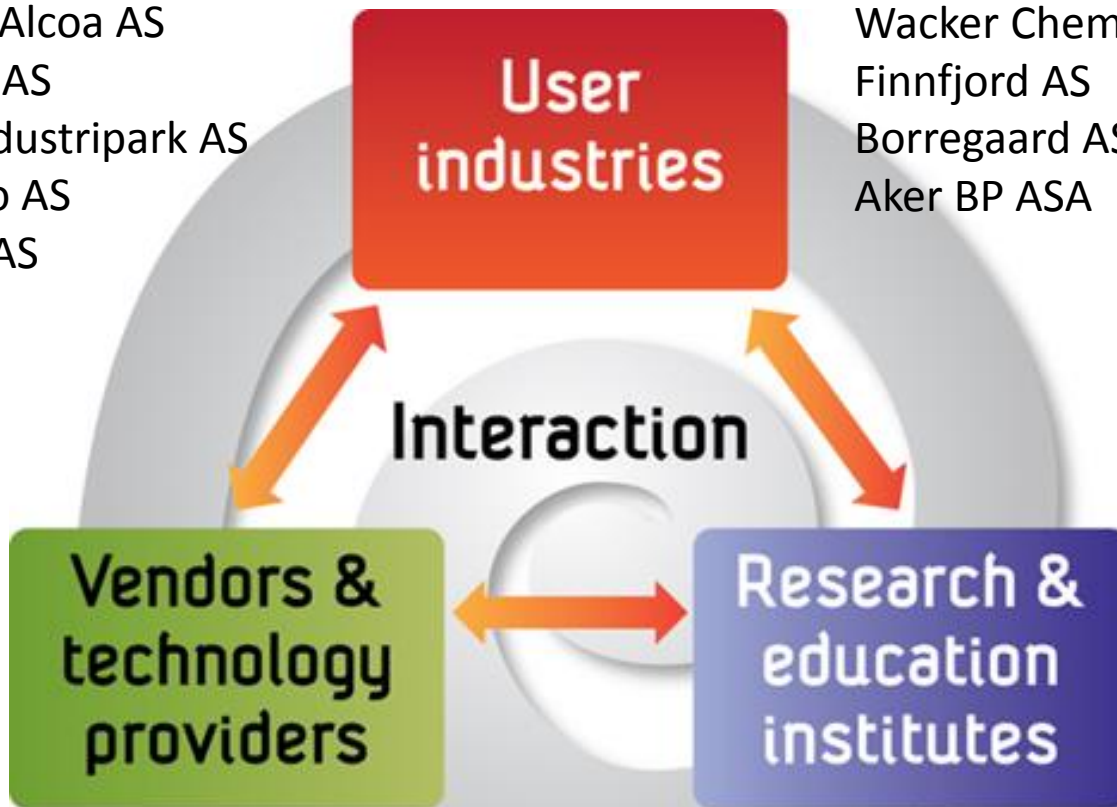 Alcoa AS
AS
dustripark AS
AS
AS
User
industries
Wacker Chem
Finnfjord AS
Borregaard AS
Aker BP ASA
Interaction
Vendors &
technology
providers
Research &
education
institutes